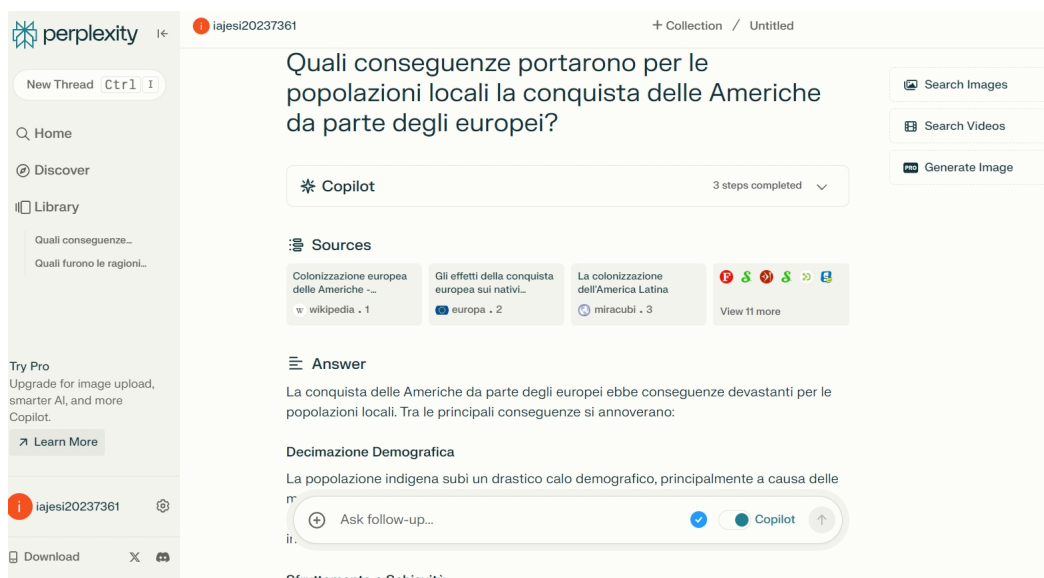 perplexity
New Thread Ctrl I
Home
Discover
Library
Quali conseguenze…
Quali furono le ragioni…
Try Pro
Upgrade for image upload,
smarter AI, and more
Copilot.
Learn More
i iajesi20237361
Download
i iajesi20237361
+ Collection / Untitled
Quali conseguenze portarono per le
popolazioni locali la conquista delle Americhe
da parte degli europei?
Copilot
3 steps completed
Sources
Colonizzazione europea
delle Americhe -…
w wikipedia . 1
Gli effetti della conquista
europea sui nativi…
europa . 2
La colonizzazione
dell'America Latina
miracubi . 3
View 11 more
Answer
La conquista delle Americhe da parte degli europei ebbe conseguenze devastanti per le
popolazioni locali. Tra le principali conseguenze si annoverano:
Decimazione Demografica
La popolazione indigena subì un drastico calo demografico, principalmente a causa delle
Ask follow-up…
Copilot
Search Images
Search Videos
PRO Generate Image